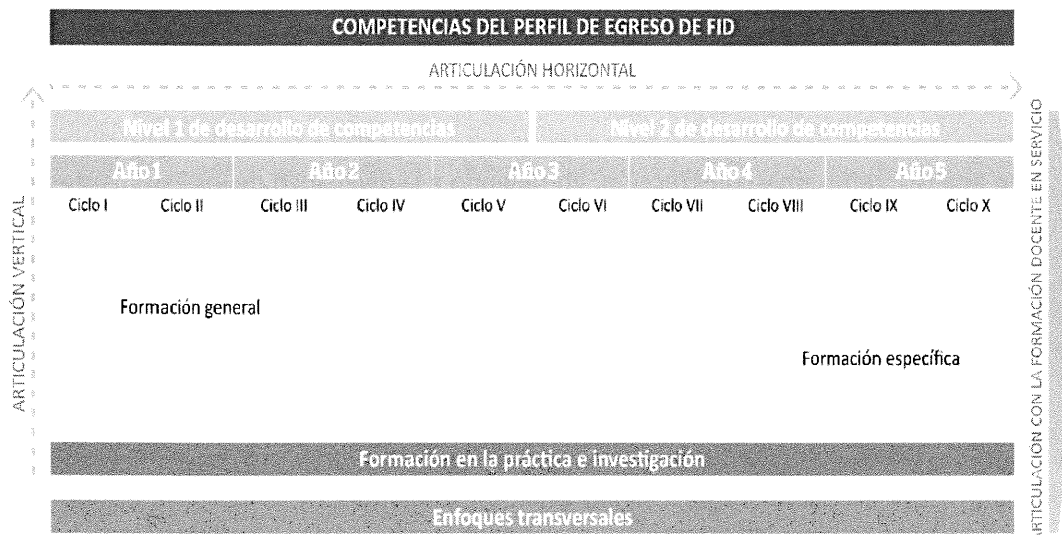 COMPETENCIAS DEL PERFIL DE EGRESO DE FID
ARTICULACIÓN HORIZONTAL
Nivel 1 de desarrollo de competencias
Nivel 2 de desarrollo de competencias
Año 1 Año 2 Año 3 Año 4 Año 5
Ciclo I Ciclo II Ciclo III Ciclo IV Ciclo V Ciclo VI Ciclo VII Ciclo VIII Ciclo IX Ciclo X
ARTICULACIÓN VERTICAL
Formación general
Formación específica
Formación en la práctica e investigación
Enfoques transversales
ARTICULACIÓN CON LA FORMACIÓN DOCENTE EN SERVICIO